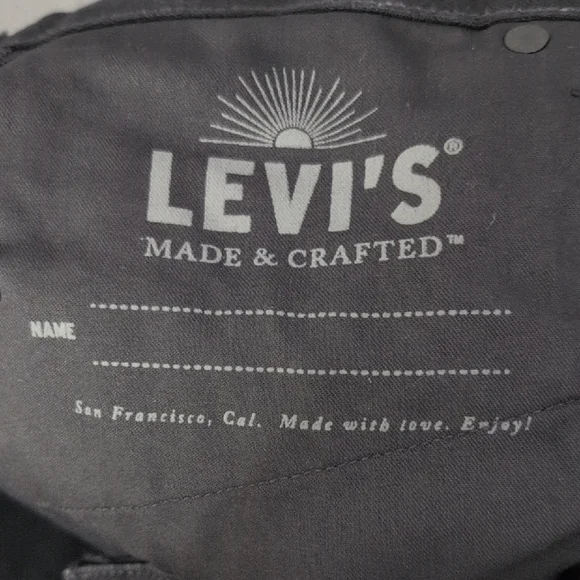 LEVI'S®
MADE & CRAFTED™
NAME
San Francisco, Cal. Made with love. Enjoy!